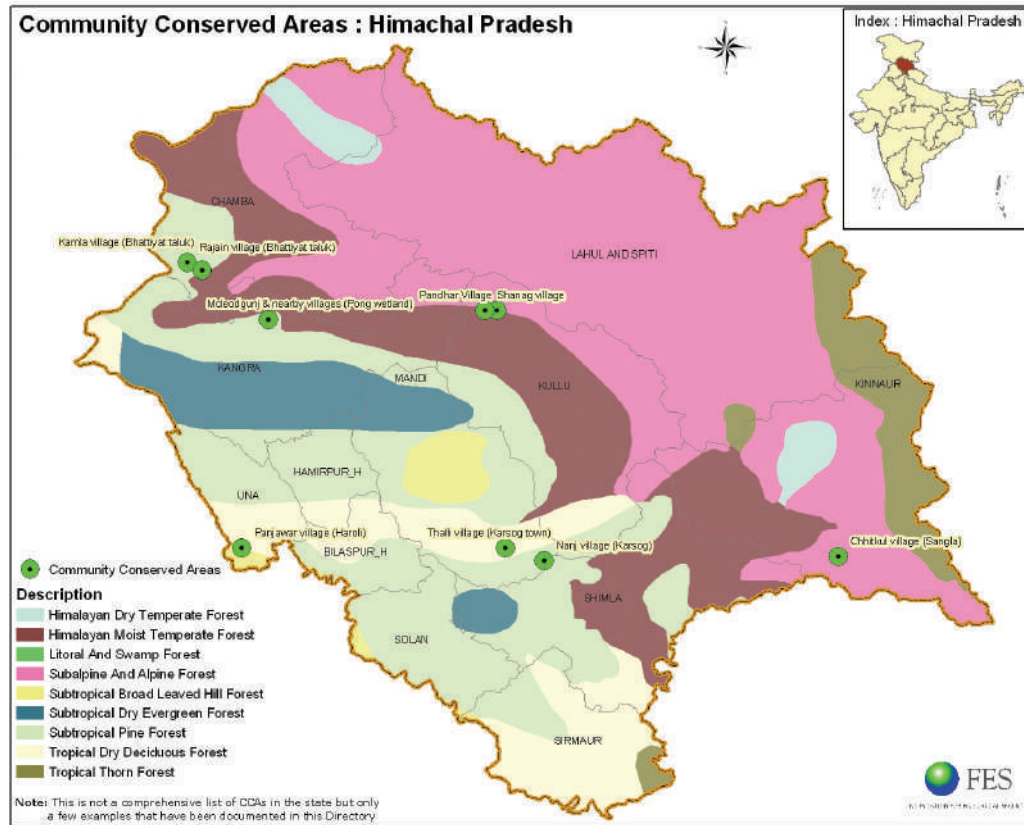 Community Conserved Areas : Himachal Pradesh
Index : Himachal Pradesh
CHAMBA
LAHUL AND SPITI
Kamla village (Bhattiyat taluk)
Rajain village (Bhattiyat taluk)
Mcleodgunj & nearby villages (Pong wetland)
Pandhar Village
Shanag village
KANGRA
MANDI
KULLU
KINNAUR
HAMIRPUR_H
UNA
Panjawar village (Haroli)
Thalli village (Karsog town)
BILASPUR_H
Nanj village (Karsog)
Chhitkul village (Sangla)
SHIMLA
SOLAN
SIRMAUR
Community Conserved Areas
Description
Himalayan Dry Temperate Forest
Himalayan Moist Temperate Forest
Litoral And Swamp Forest
Subalpine And Alpine Forest
Subtropical Broad Leaved Hill Forest
Subtropical Dry Evergreen Forest
Subtropical Pine Forest
Tropical Dry Deciduous Forest
Tropical Thorn Forest
Note: This is not a comprehensive list of CCAs in the state but only
a few examples that have been documented in this Directory
FES